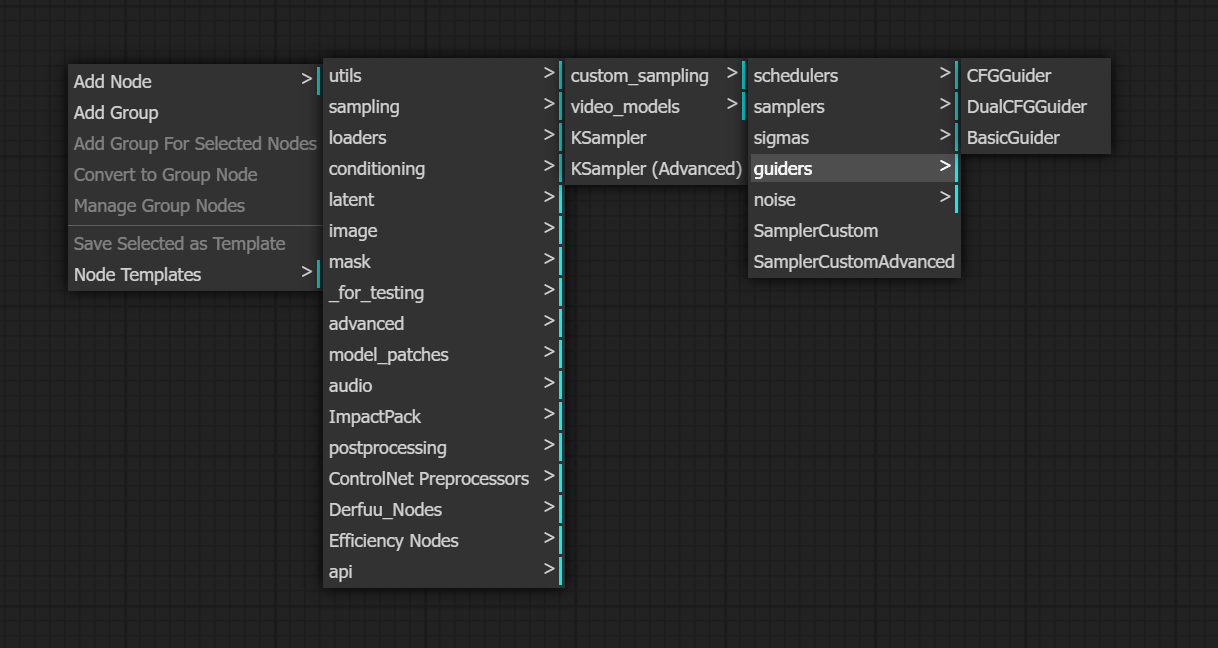 Add Node >
Add Group
Add Group For Selected Nodes
Convert to Group Node
Manage Group Nodes
Save Selected as Template
Node Templates >
utils >
sampling >
loaders >
conditioning >
latent >
image >
mask >
_for_testing >
advanced >
model_patches >
audio >
ImpactPack >
postprocessing >
ControlNet Preprocessors >
Derfuu_Nodes >
Efficiency Nodes >
api >
custom_sampling >
video_models >
KSampler
KSampler (Advanced)
schedulers >
samplers >
sigmas >
guiders >
noise >
SamplerCustom
SamplerCustomAdvanced
CFGGuider
DualCFGGuider
BasicGuider